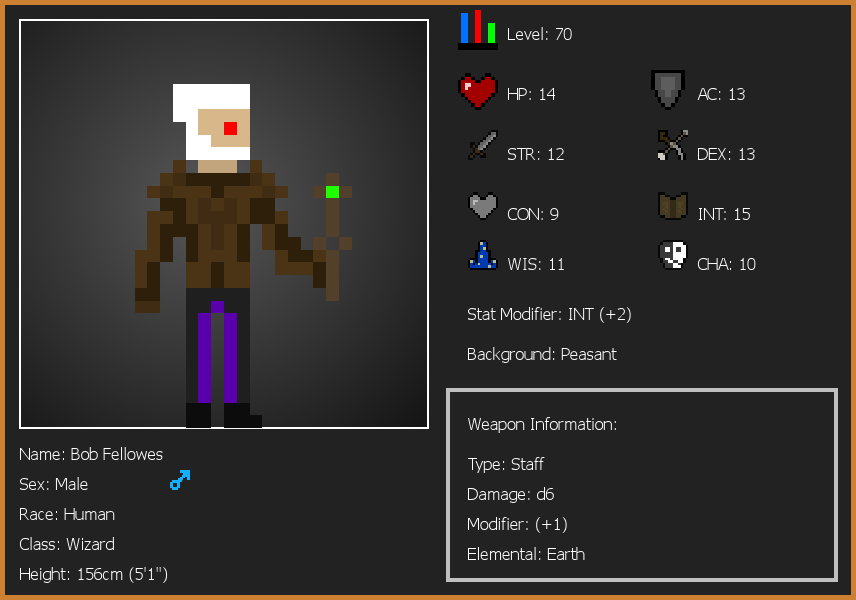 Level: 70
HP: 14
AC: 13
STR: 12
DEX: 13
CON: 9
INT: 15
WIS: 11
CHA: 10
Stat Modifier: INT (+2)
Background: Peasant
Weapon Information:
Type: Staff
Damage: d6
Modifier: (+1)
Elemental: Earth
Name: Bob Fellowes
Sex: Male
Race: Human
Class: Wizard
Height: 156cm (5'1")